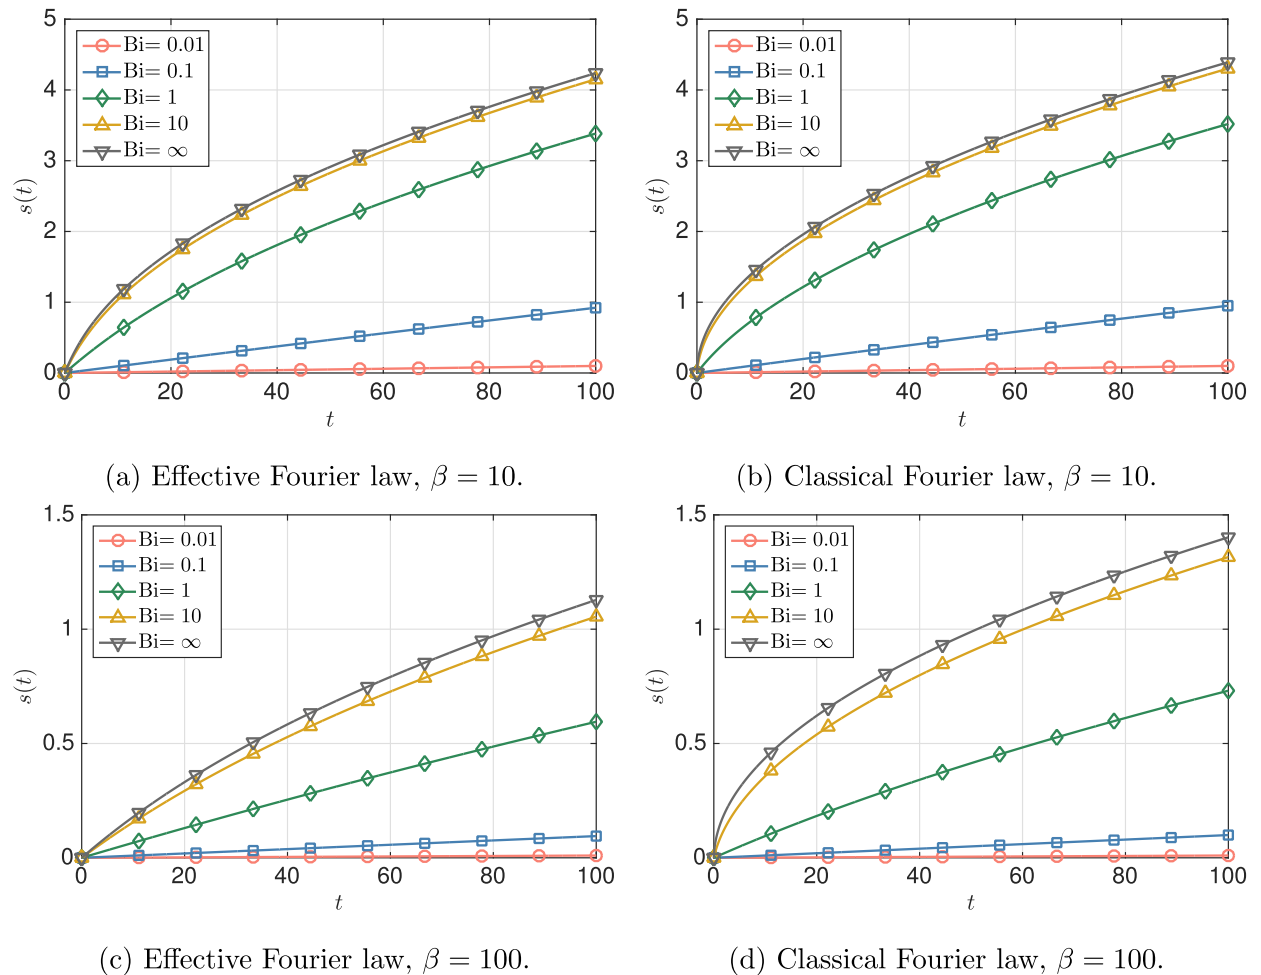 5
4
3
2
1
0
s(t)
Bi= 0.01
Bi= 0.1
Bi= 1
Bi= 10
Bi= ∞
0 20 40 60 80 100
t
(a) Effective Fourier law, β = 10.
5
4
3
2
1
0
s(t)
Bi= 0.01
Bi= 0.1
Bi= 1
Bi= 10
Bi= ∞
0 20 40 60 80 100
t
(b) Classical Fourier law, β = 10.
1.5
1
0.5
0
s(t)
Bi= 0.01
Bi= 0.1
Bi= 1
Bi= 10
Bi= ∞
0 20 40 60 80 100
t
(c) Effective Fourier law, β = 100.
1.5
1
0.5
0
s(t)
Bi= 0.01
Bi= 0.1
Bi= 1
Bi= 10
Bi= ∞
0 20 40 60 80 100
t
(d) Classical Fourier law, β = 100.